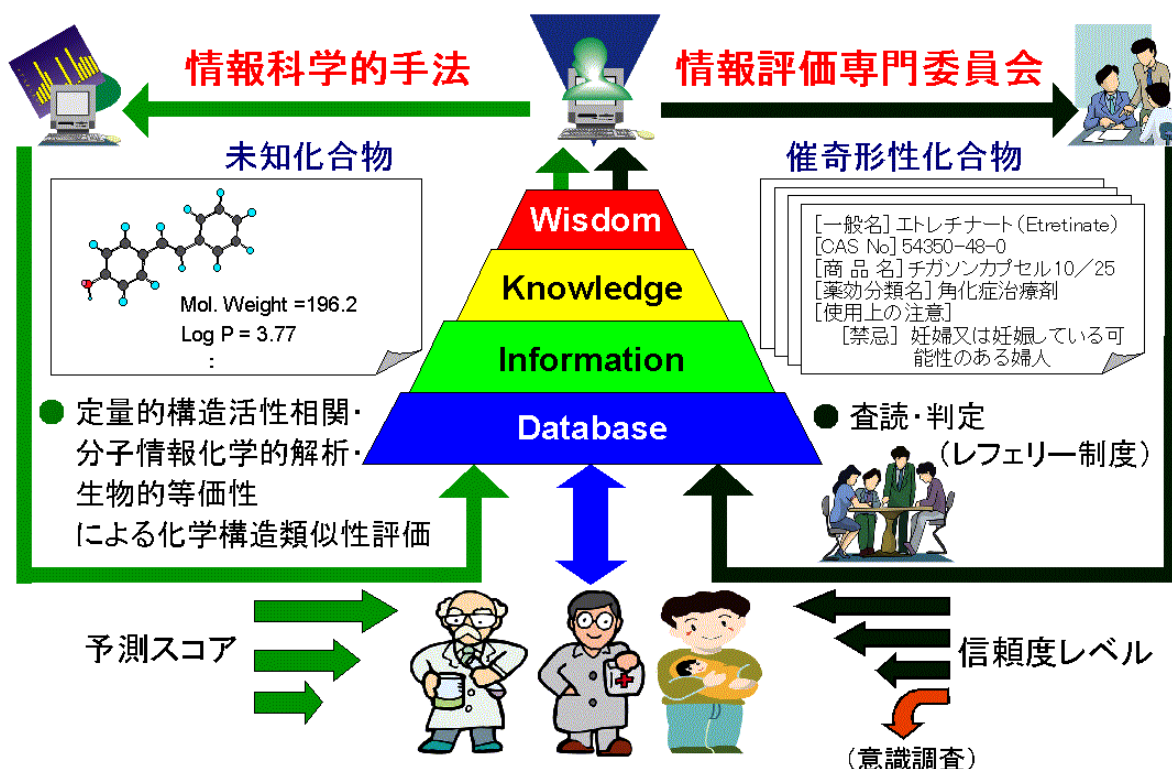 情報科学的手法
情報評価専門委員会
未知化合物
Mol. Weight =196.2
Log P = 3.77
:
催奇形性化合物
[一般名] エトレチナート (Etretinate)
[CAS No] 54350-48-0
[商 品 名] チガソンカプセル10／25
[薬効分類名] 角化症治療剤
[使用上の注意]
[禁忌] 妊婦又は妊娠している可
能性のある婦人
Wisdom
Knowledge
Information
Database
● 定量的構造活性相関・
分子情報化学的解析・
生物的等価性
による化学構造類似性評価
● 査読・判定
(レフェリー制度)
予測スコア
信頼度レベル
(意識調査)